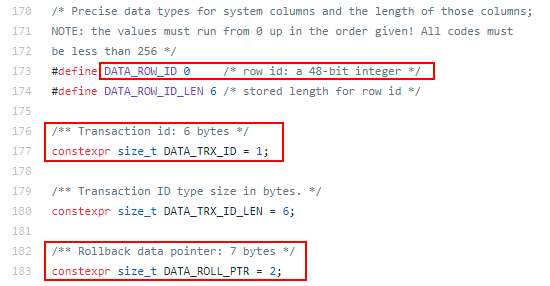 170 /* Precise data types for system columns and the length of those columns;
171 NOTE: the values must run from 0 up in the order given! All codes must
172 be less than 256 */
173 #define DATA_ROW_ID 0 /* row id: a 48-bit integer */
174 #define DATA_ROW_ID_LEN 6 /* stored length for row id */
175
176 /** Transaction id: 6 bytes */
177 constexpr size_t DATA_TRX_ID = 1;
178
179 /** Transaction ID type size in bytes. */
180 constexpr size_t DATA_TRX_ID_LEN = 6;
181
182 /** Rollback data pointer: 7 bytes */
183 constexpr size_t DATA_ROLL_PTR = 2;